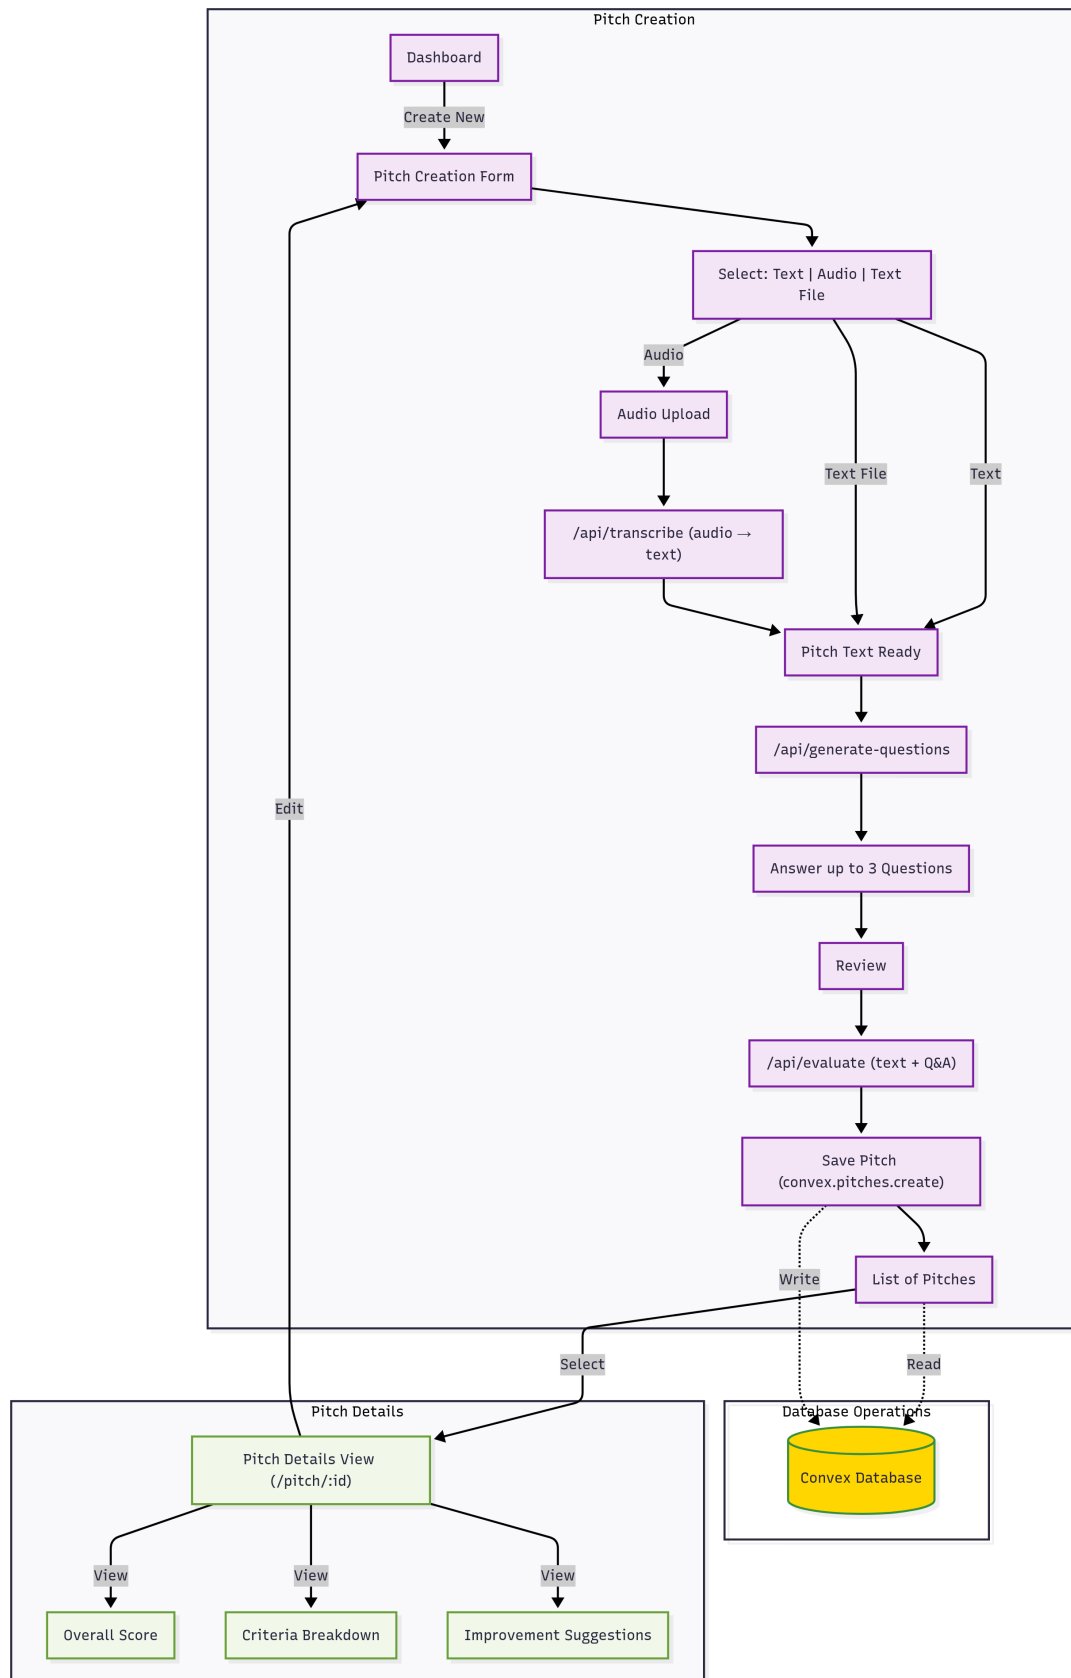 Pitch Creation
Dashboard
Create New
Pitch Creation Form
Select: Text | Audio | Text
File
Audio
Audio Upload
Text File
Text
/api/transcribe (audio →
text)
Pitch Text Ready
/api/generate-questions
Edit
Answer up to 3 Questions
Review
/api/evaluate (text + Q&A)
Save Pitch
(convex.pitches.create)
Write
List of Pitches
Select
Read
Pitch Details
Database Operations
Pitch Details View
(/pitch/:id)
Convex Database
View
View
View
Overall Score
Criteria Breakdown
Improvement Suggestions